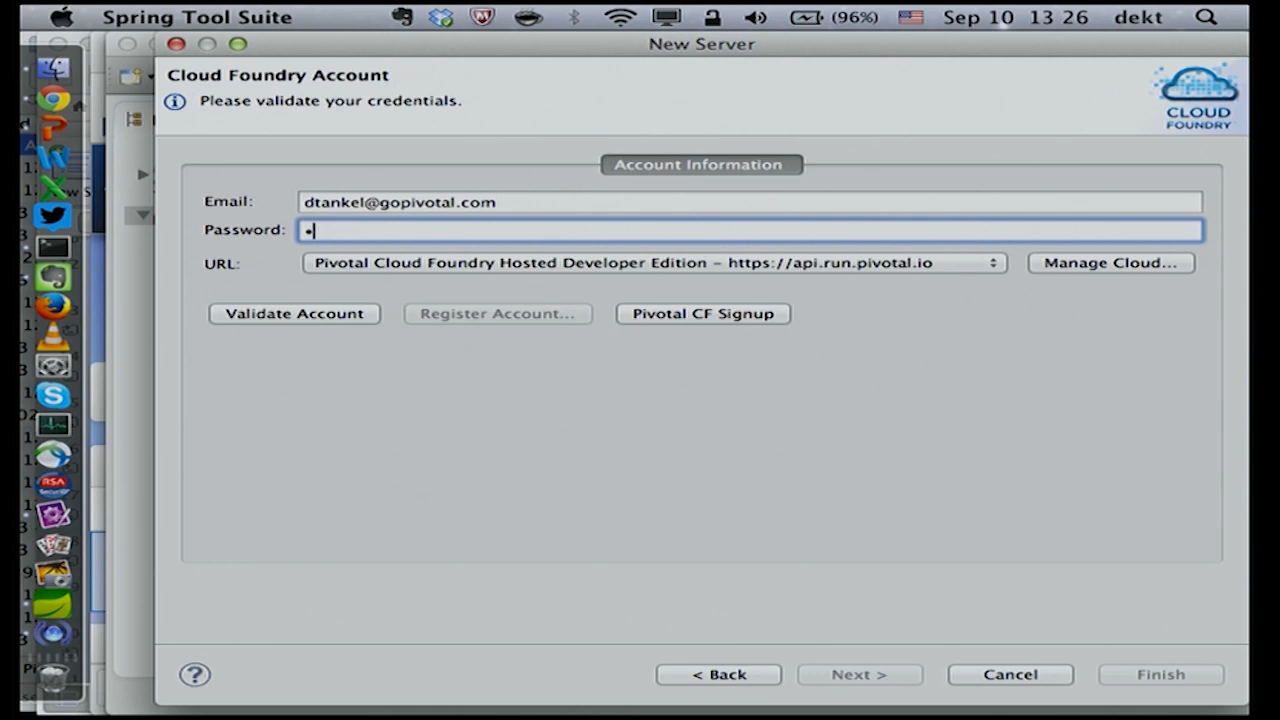 Spring Tool Suite (96%) Sep 10 13 26 dekt
New Server
Cloud Foundry Account
Please validate your credentials.
CLOUD
FOUNDRY
Account Information
Email: dtankel@gopivotal.com
Password: •
URL: Pivotal Cloud Foundry Hosted Developer Edition – https://api.run.pivotal.io Manage Cloud...
Validate Account Register Account... Pivotal CF Signup
RSA
? < Back Next > Cancel Finish